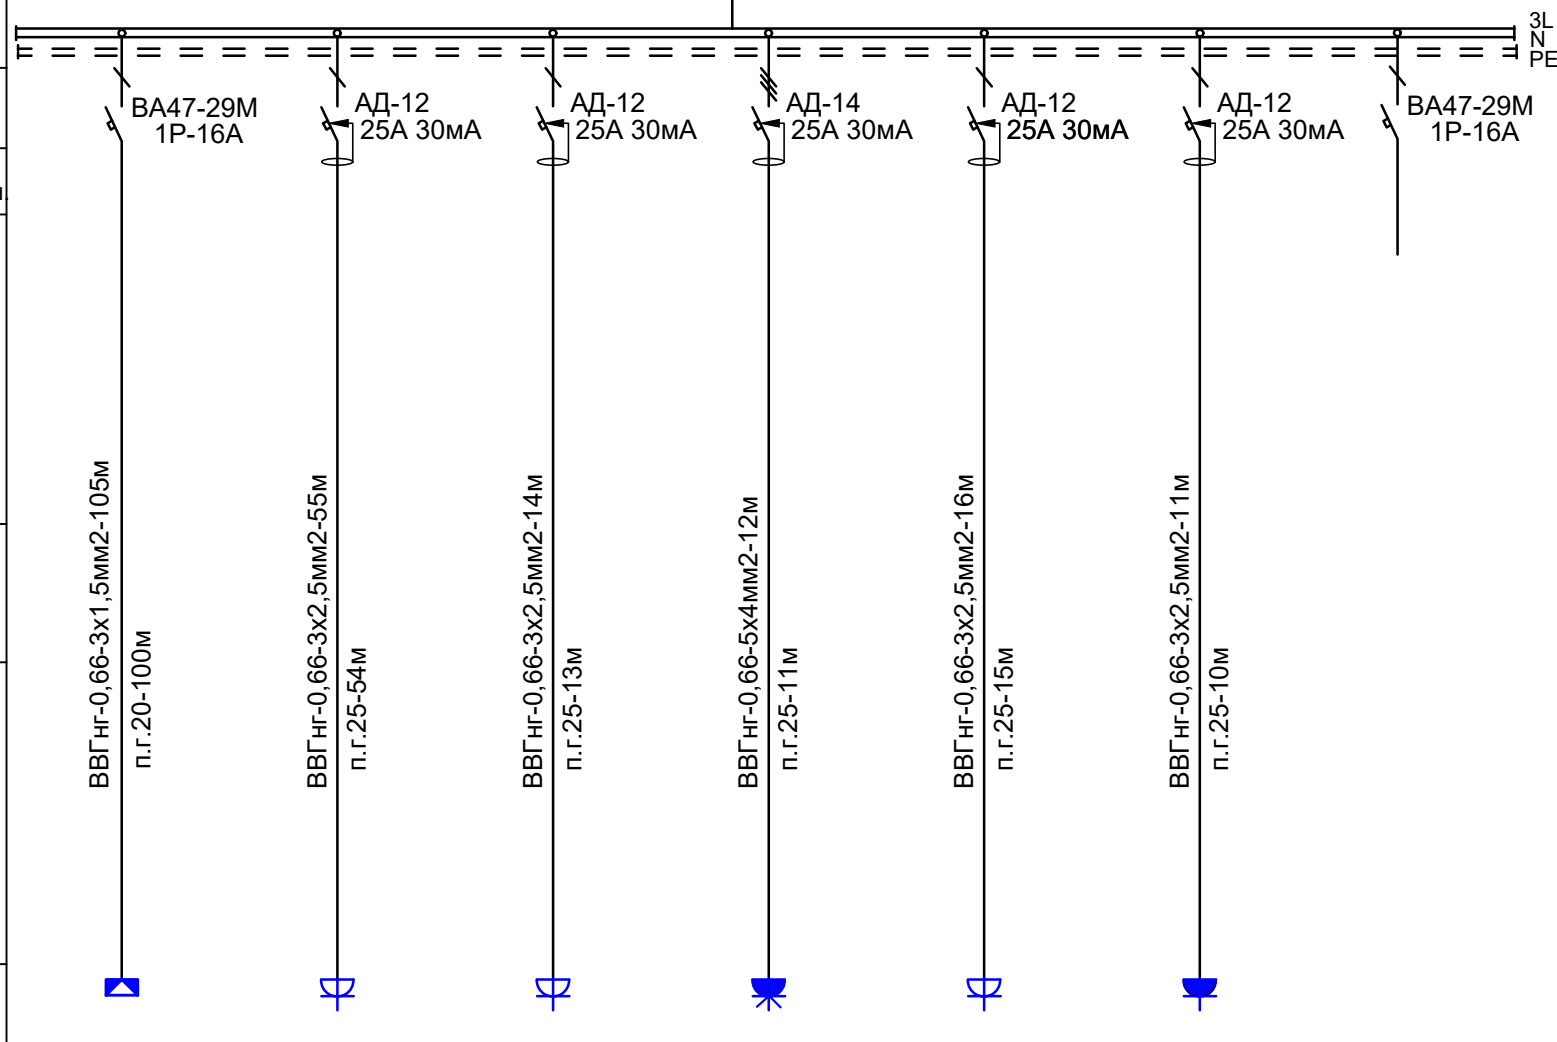 3L
N
PE
ВА47-29М
1Р-16А
АД-12
25А 30мА
АД-12
25А 30мА
АД-14
25А 30мА
АД-12
25А 30мА
АД-12
25А 30мА
ВА47-29М
1Р-16А
ВВГнг-0,66-3х1,5мм2-105м
п.г.20-100м
ВВГнг-0,66-3х2,5мм2-55м
п.г.25-54м
ВВГнг-0,66-3х2,5мм2-14м
п.г.25-13м
ВВГнг-0,66-5х4мм2-12м
п.г.25-11м
ВВГнг-0,66-3х2,5мм2-16м
п.г.25-15м
ВВГнг-0,66-3х2,5мм2-11м
п.г.25-10м